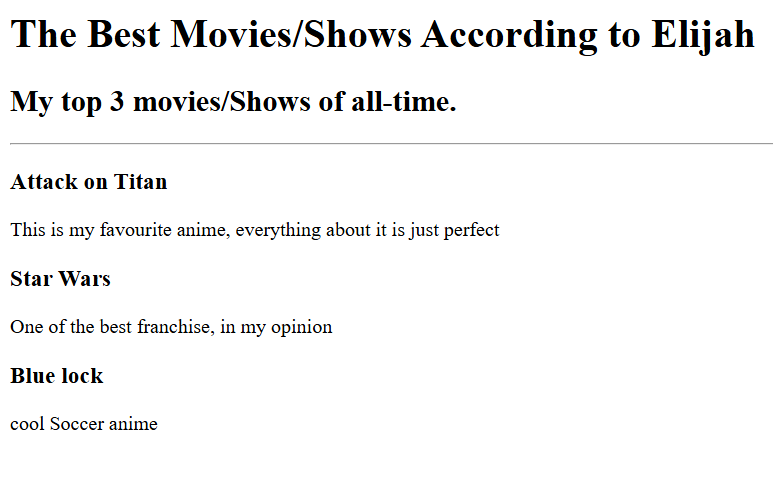 The Best Movies/Shows According to Elijah
My top 3 movies/Shows of all-time.
Attack on Titan
This is my favourite anime, everything about it is just perfect
Star Wars
One of the best franchise, in my opinion
Blue lock
cool Soccer anime